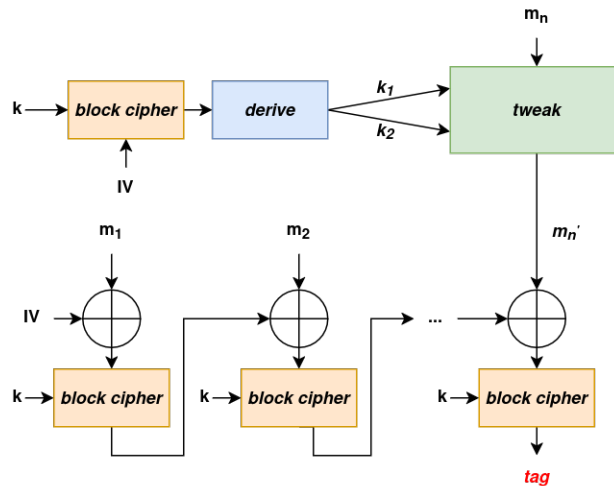 mn
k
block cipher
derive
k1
k2
tweak
IV
m1
m2
mn'
IV
...
k
block cipher
k
block cipher
k
block cipher
tag